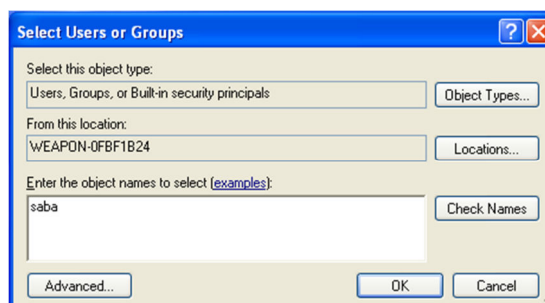 Select Users or Groups
Select this object type:
Users, Groups, or Built-in security principals
Object Types...
From this location:
WEAPON-0FBF1B24
Locations...
Enter the object names to select (examples):
saba
Check Names
Advanced...
OK
Cancel